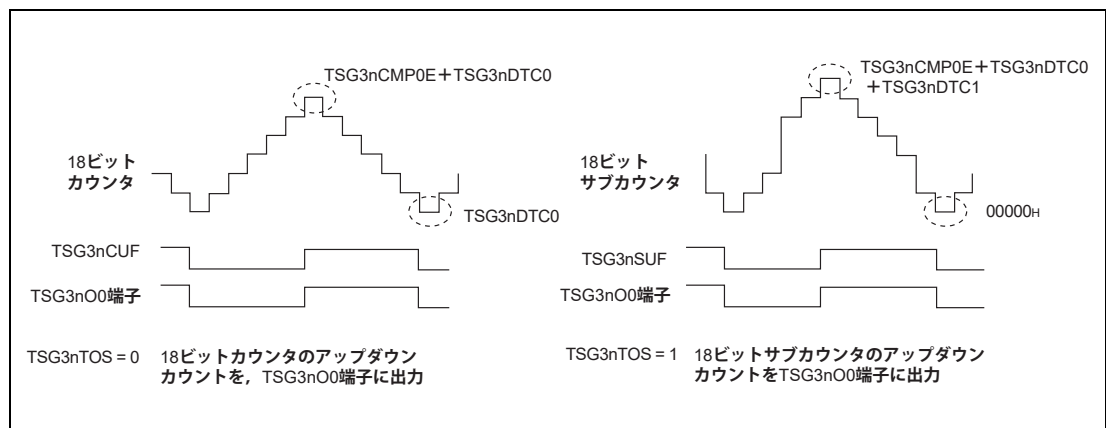 TSG3nCMP0E＋TSG3nDTC0
18ビット
カウンタ
TSG3nDTC0
TSG3nCUF
TSG3nO0端子
TSG3nTOS = 0
18ビットカウンタのアップダウン
カウントを，TSG3nO0端子に出力
TSG3nCMP0E＋TSG3nDTC0
＋TSG3nDTC1
18ビット
サブカウンタ
00000H
TSG3nSUF
TSG3nO0端子
TSG3nTOS = 1
18ビットサブカウンタのアップダウン
カウントをTSG3nO0端子に出力